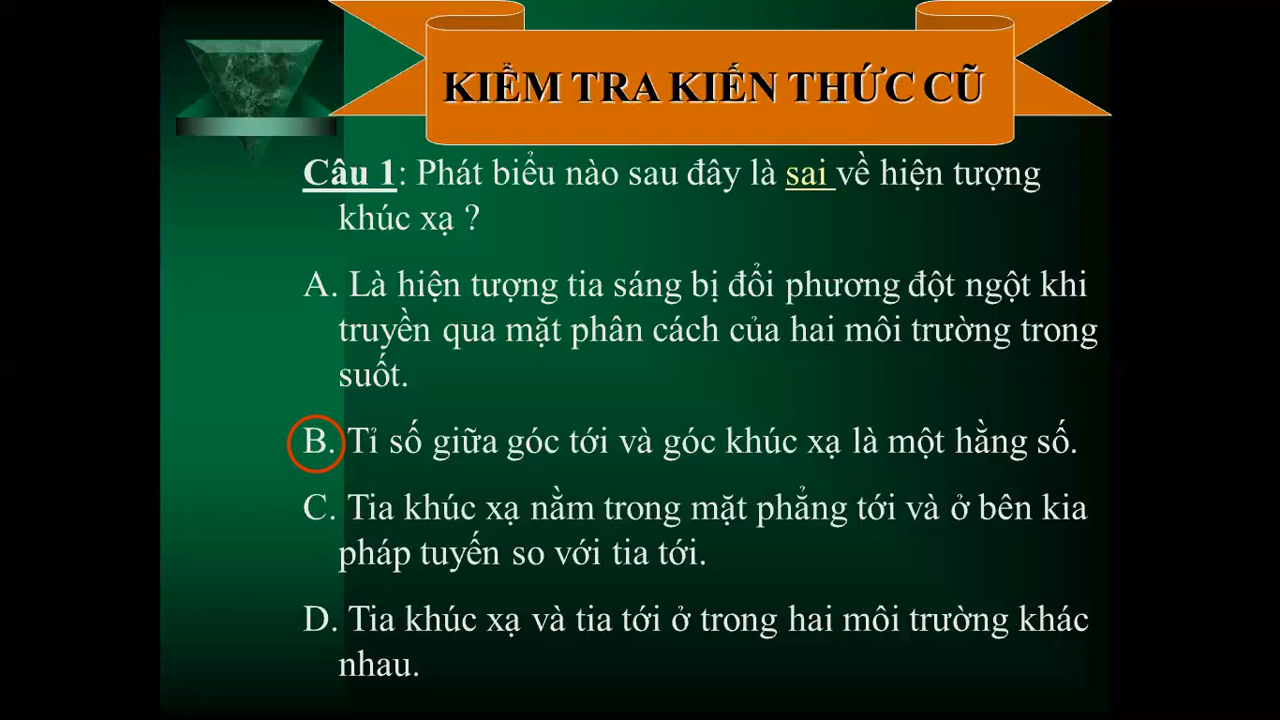 KIỂM TRA KIẾN THỨC CŨ
Câu 1: Phát biểu nào sau đây là sai về hiện tượng
khúc xạ ?
A. Là hiện tượng tia sáng bị đổi phương đột ngột khi
truyền qua mặt phân cách của hai môi trường trong
suốt.
B. Tỉ số giữa góc tới và góc khúc xạ là một hằng số.
C. Tia khúc xạ nằm trong mặt phẳng tới và ở bên kia
pháp tuyến so với tia tới.
D. Tia khúc xạ và tia tới ở trong hai môi trường khác
nhau.